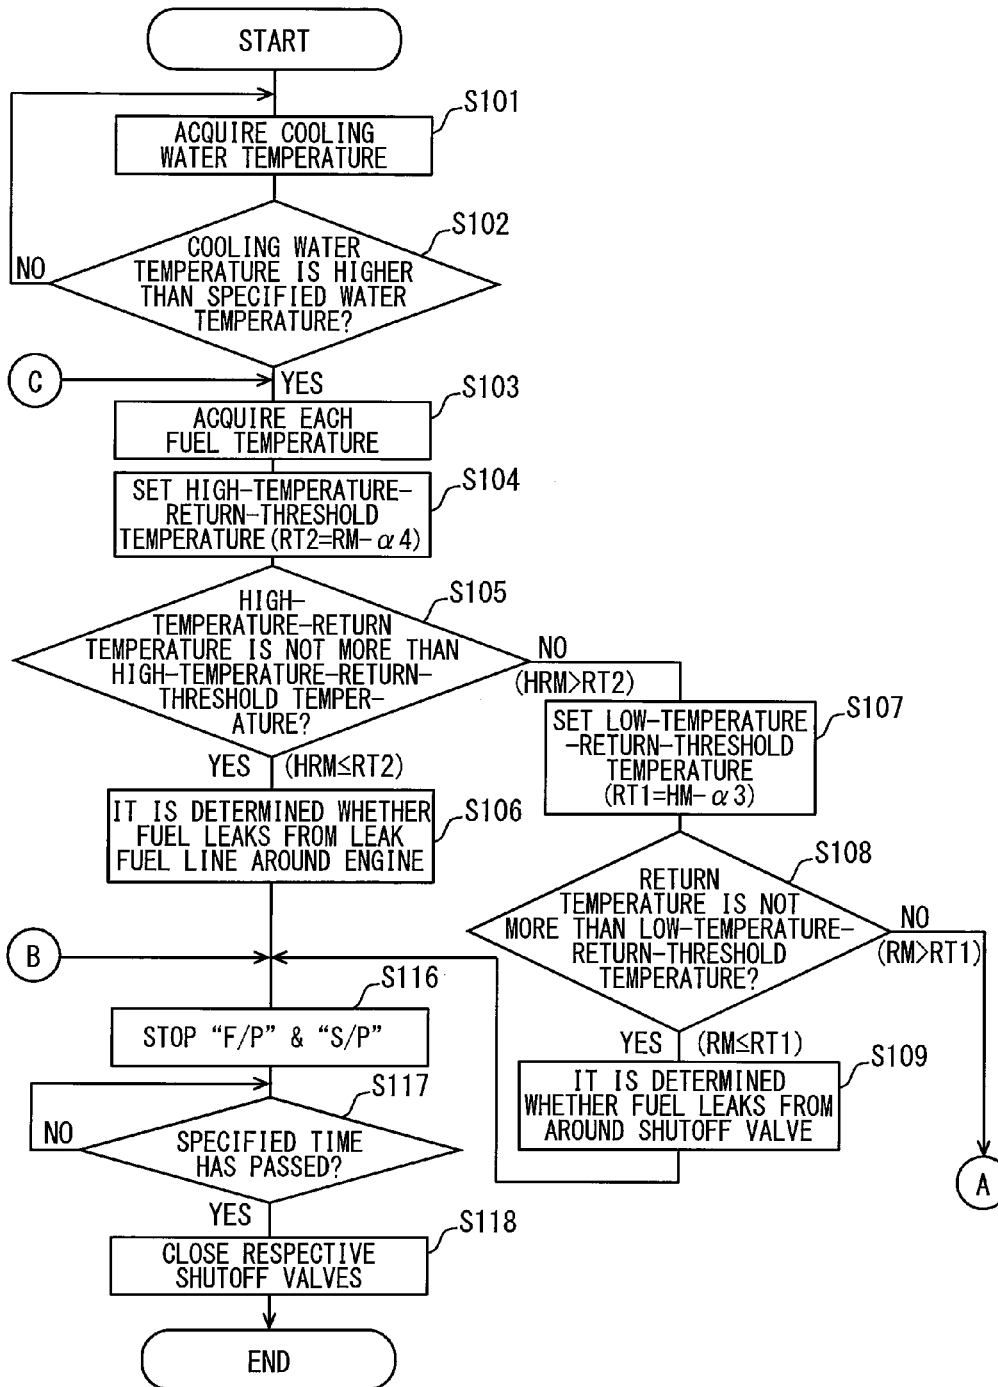 START
S101
ACQUIRE COOLING
WATER TEMPERATURE
S102
COOLING WATER
TEMPERATURE IS HIGHER
THAN SPECIFIED WATER
TEMPERATURE?
NO
C
YES
S103
ACQUIRE EACH
FUEL TEMPERATURE
S104
SET HIGH-TEMPERATURE-
RETURN-THRESHOLD
TEMPERATURE(RT2=RM-α4)
S105
HIGH-
TEMPERATURE-RETURN
TEMPERATURE IS NOT MORE THAN
HIGH-TEMPERATURE-RETURN-
THRESHOLD TEMPER-
ATURE?
NO
(HRM>RT2)
YES (HRM≤RT2)
S106
IT IS DETERMINED WHETHER
FUEL LEAKS FROM LEAK
FUEL LINE AROUND ENGINE
S107
SET LOW-TEMPERATURE
-RETURN-THRESHOLD
TEMPERATURE
(RT1=HM-α3)
S108
RETURN
TEMPERATURE IS NOT
MORE THAN LOW-TEMPERATURE-
RETURN-THRESHOLD
TEMPERATURE?
NO
(RM>RT1)
YES (RM≤RT1)
S109
IT IS DETERMINED
WHETHER FUEL LEAKS FROM
AROUND SHUTOFF VALVE
A
B
S116
STOP "F/P" & "S/P"
S117
NO
SPECIFIED TIME
HAS PASSED?
YES
S118
CLOSE RESPECTIVE
SHUTOFF VALVES
END